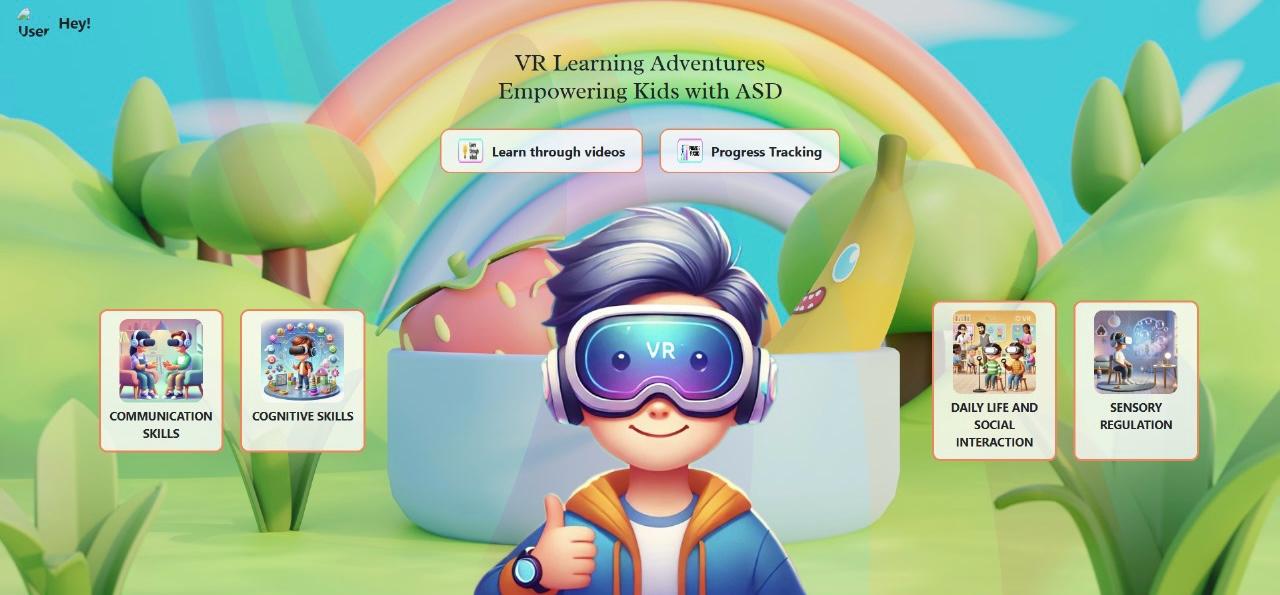 User Hey!
VR Learning Adventures
Empowering Kids with ASD
Learn through videos
Progress Tracking
VR
COMMUNICATION
SKILLS
COGNITIVE SKILLS
DAILY LIFE AND
SOCIAL
INTERACTION
SENSORY
REGULATION